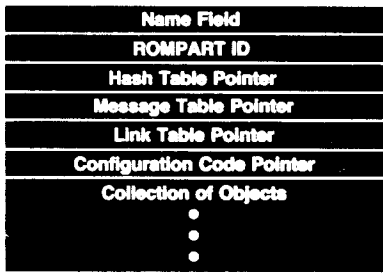 Name Field
ROMPART ID
Hash Table Pointer
Message Table Pointer
Link Table Pointer
Configuration Code Pointer
Collection of Objects